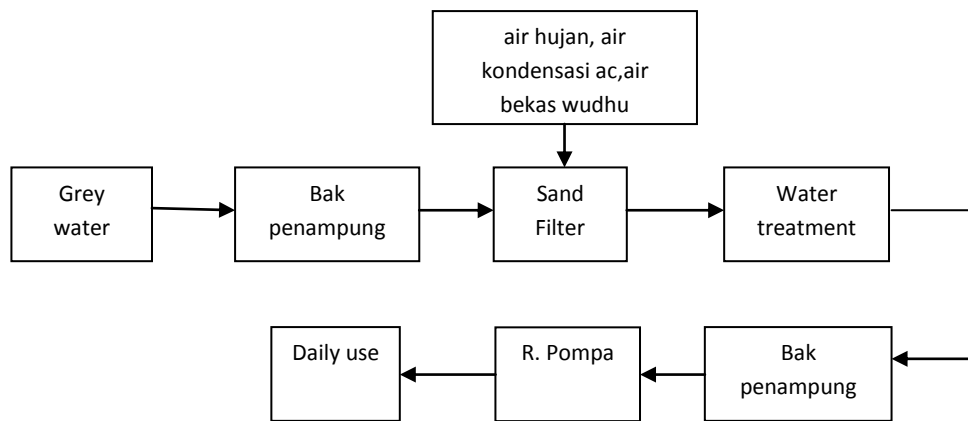 air hujan, air
kondensasi ac,air
bekas wudhu
Grey
water
Bak
penampung
Sand
Filter
Water
treatment
Daily use
R. Pompa
Bak
penampung